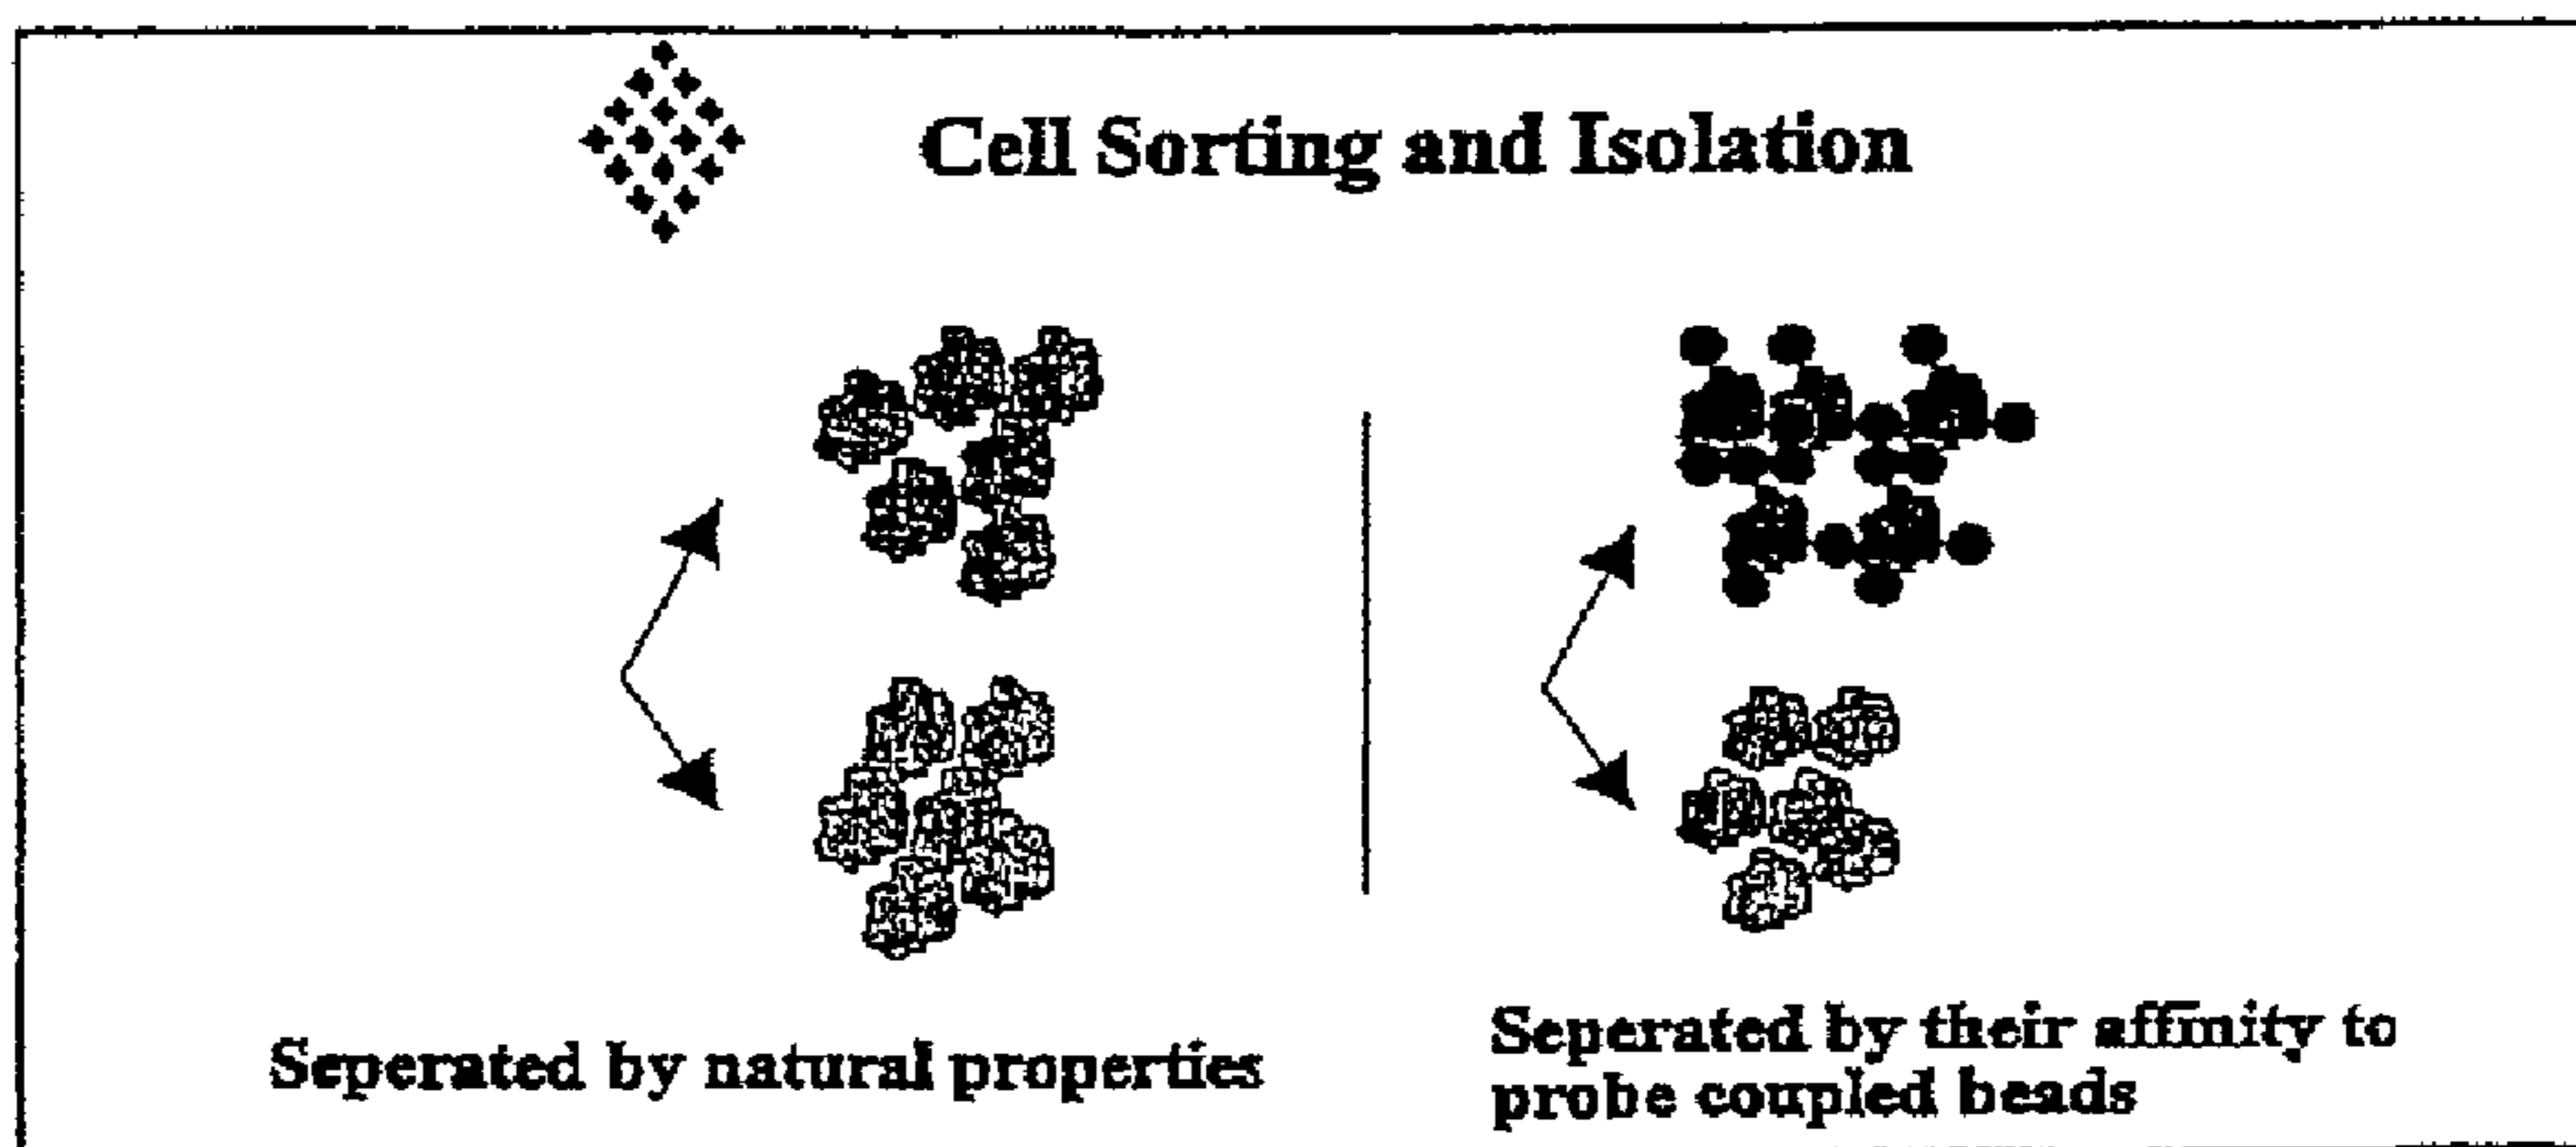 Cell Sorting and Isolation
Seperated by natural properties
Seperated by their affinity to
probe coupled beads